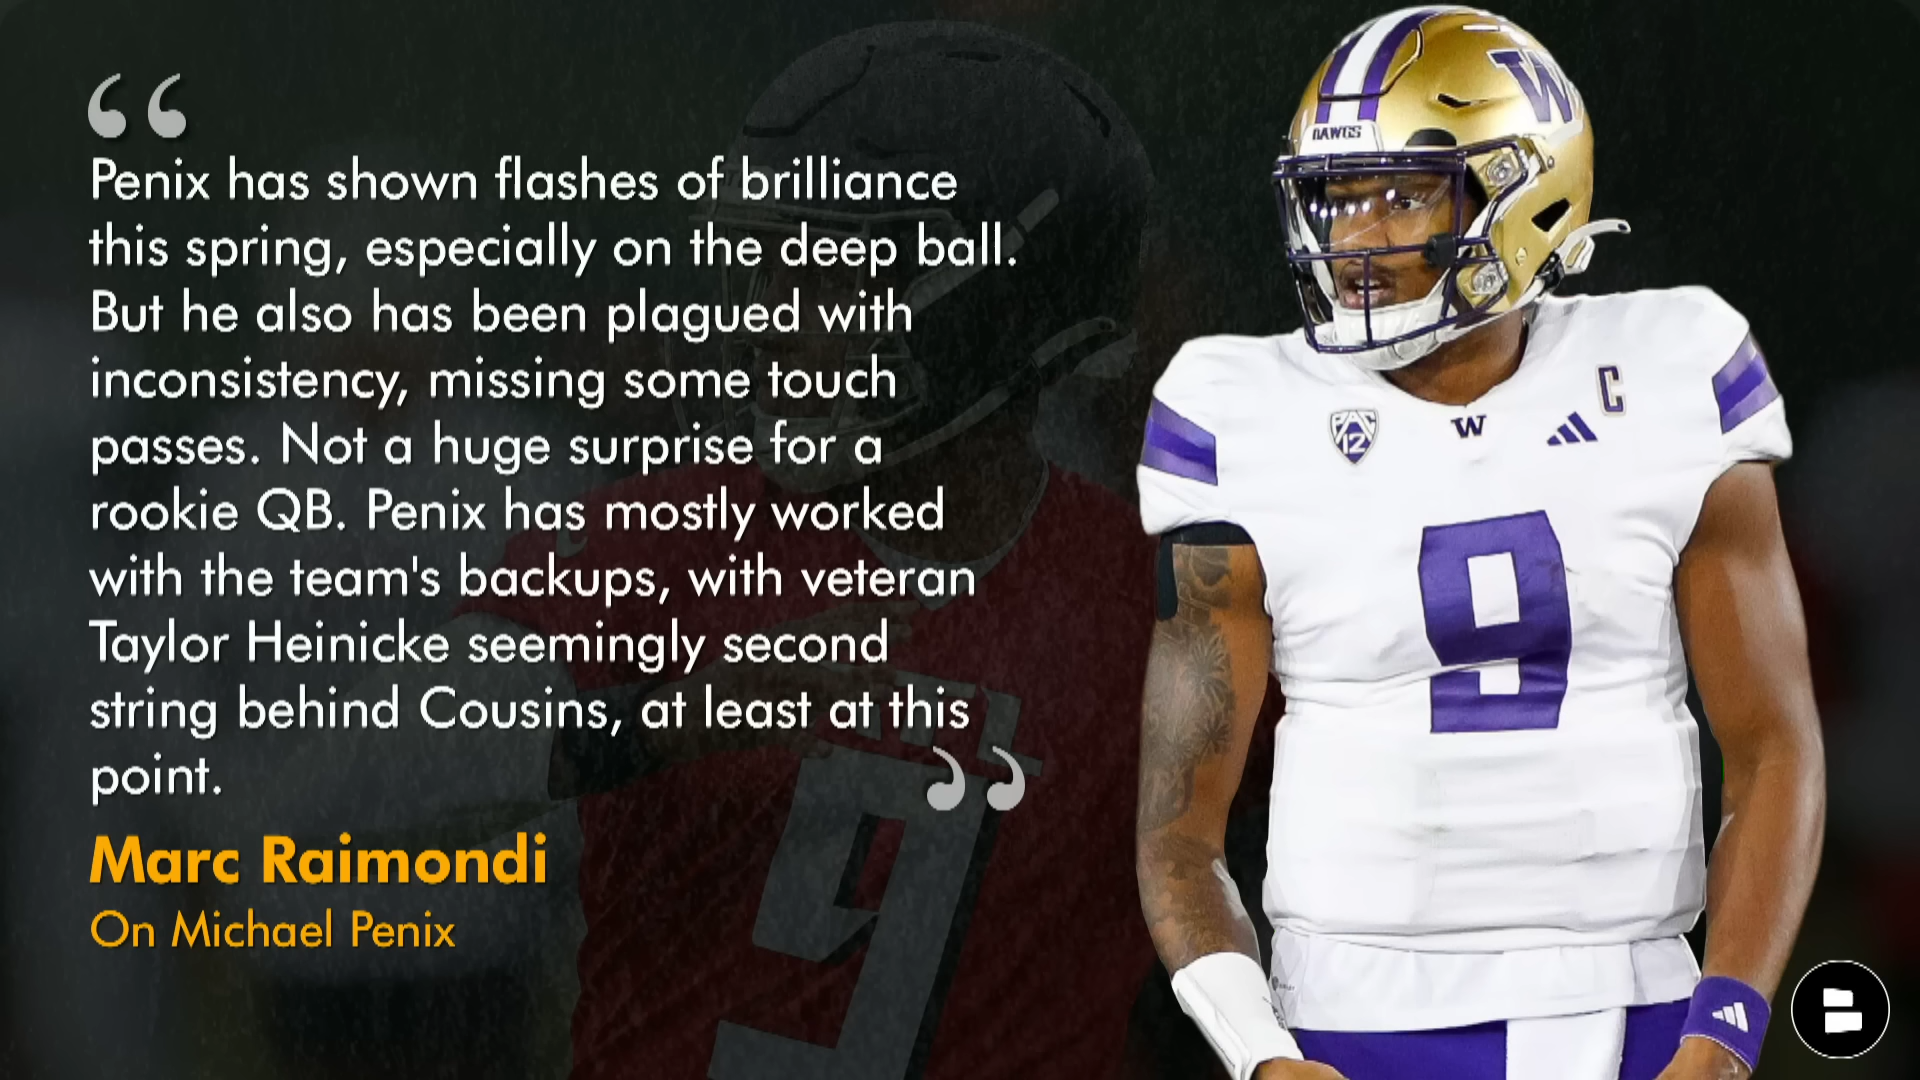 “
Penix has shown flashes of brilliance
this spring, especially on the deep ball.
But he also has been plagued with
inconsistency, missing some touch
passes. Not a huge surprise for a
rookie QB. Penix has mostly worked
with the team's backups, with veteran
Taylor Heinicke seemingly second
string behind Cousins, at least at this
point.
”
Marc Raimondi
On Michael Penix
W
DAWGS
C
PAC
12
W
9
9
B